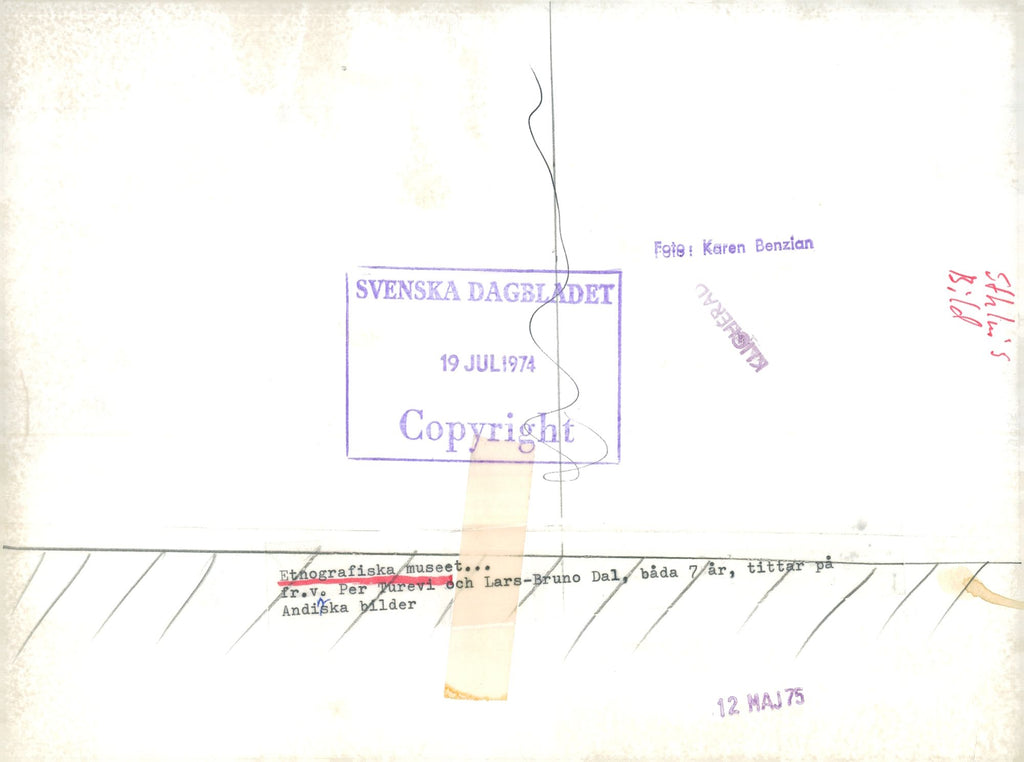 Foto: Karen Benzian
SVENSKA DAGBLADET
19 JUL 1974
Copyright
KLICHERAD
Sthlm's
Bild
Etnografiska museet...
fr.v. Per Turevi och Lars-Bruno Dal, båda 7 år, tittar på
Andiska bilder
12 MAJ 75